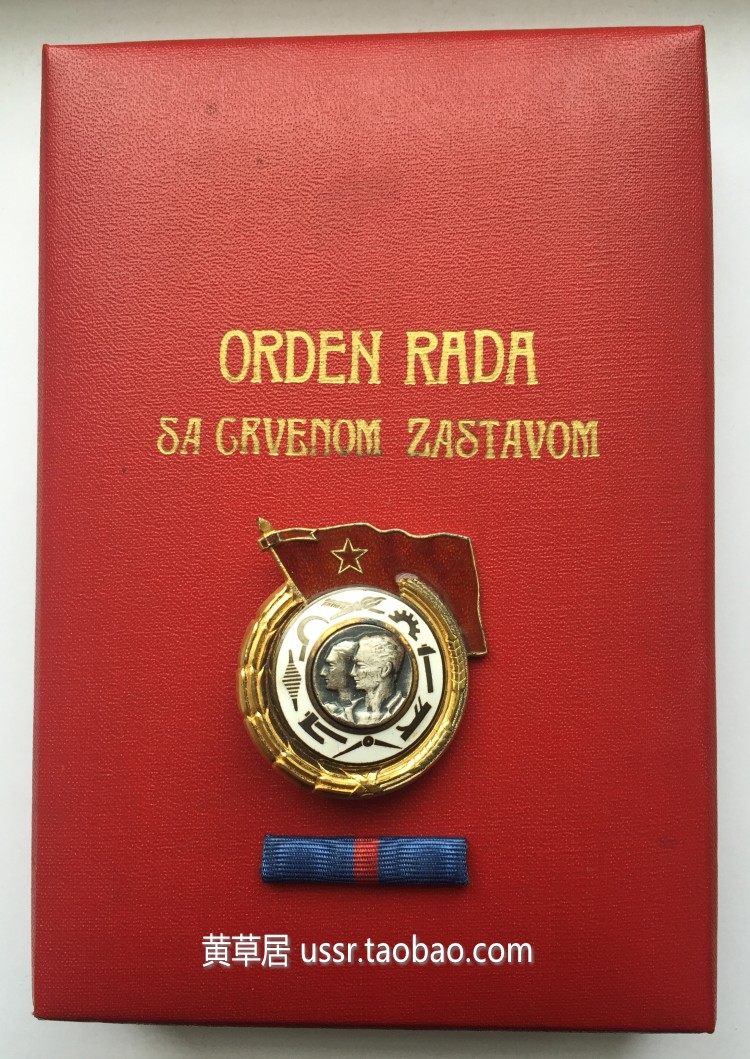 ORDEN RADA
SA CRVENOM ZASTAVOM
黄草居 ussr.taobao.com